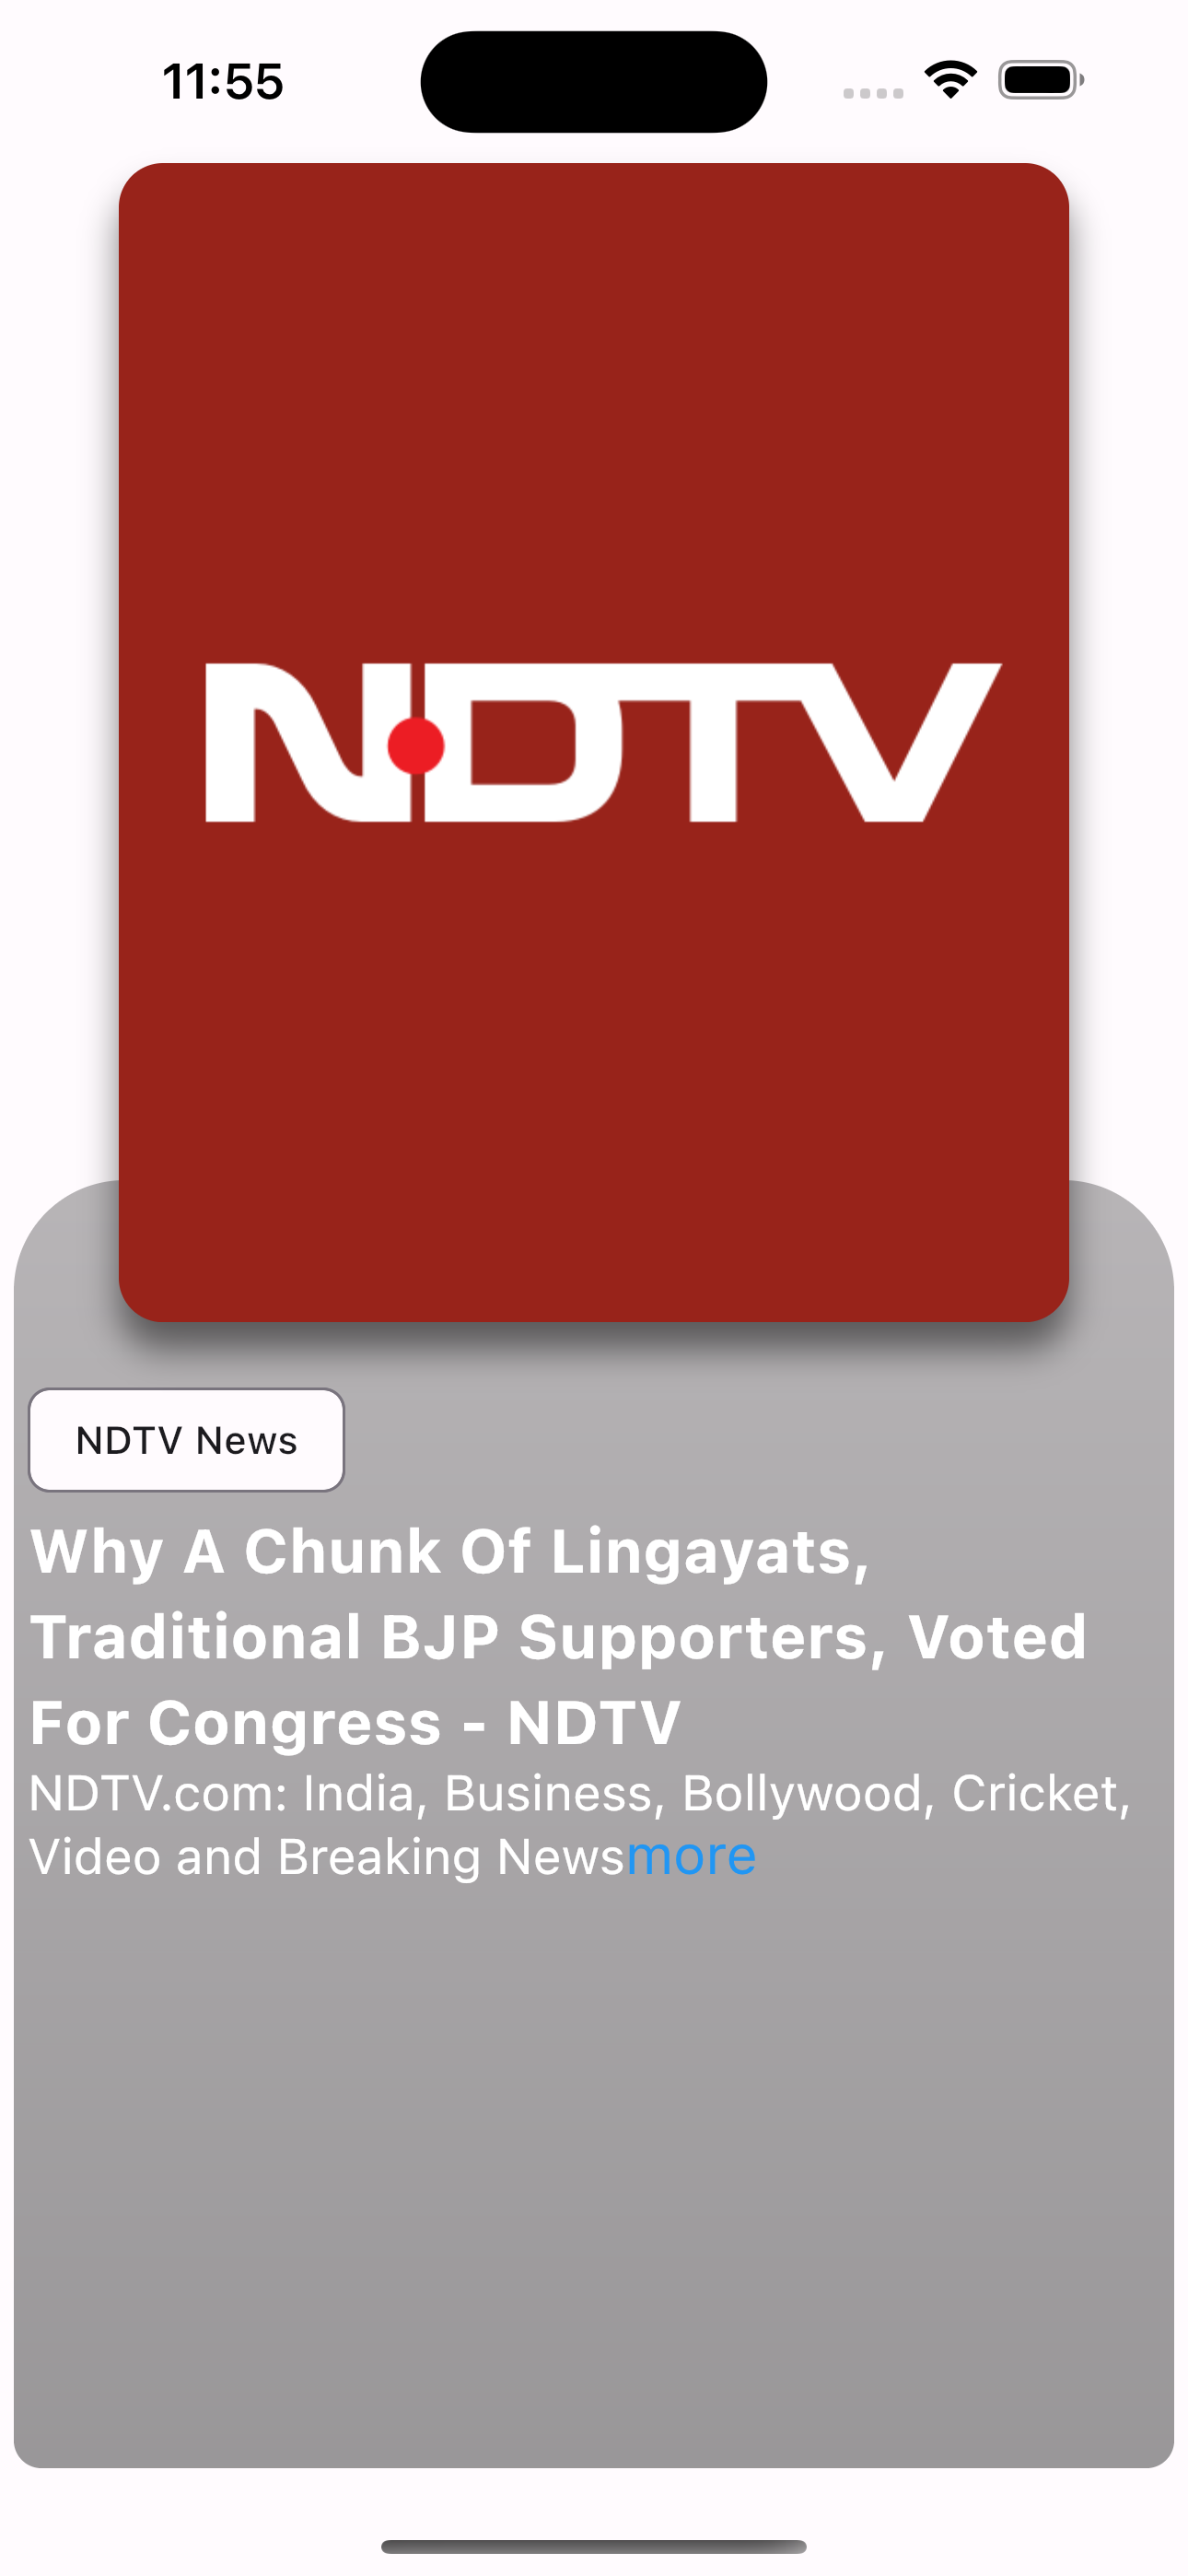 11:55
NDTV
NDTV News
Why A Chunk Of Lingayats,
Traditional BJP Supporters, Voted
For Congress - NDTV
NDTV.com: India, Business, Bollywood, Cricket,
Video and Breaking Newsmore